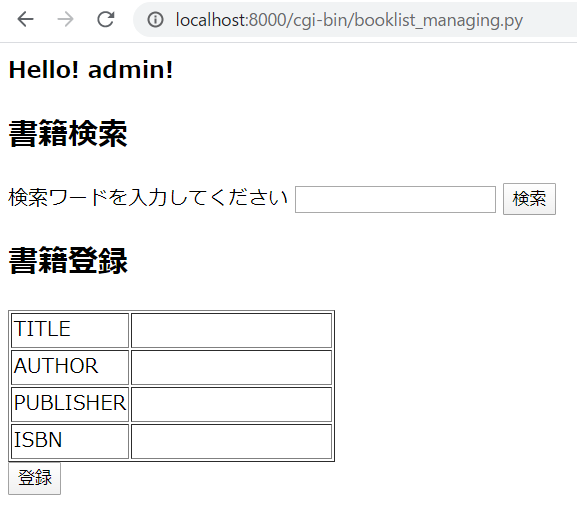 localhost:8000/cgi-bin/booklist_managing.py
Hello! admin!
書籍検索
検索ワードを入力してください 検索
書籍登録
TITLE
AUTHOR
PUBLISHER
ISBN
登録